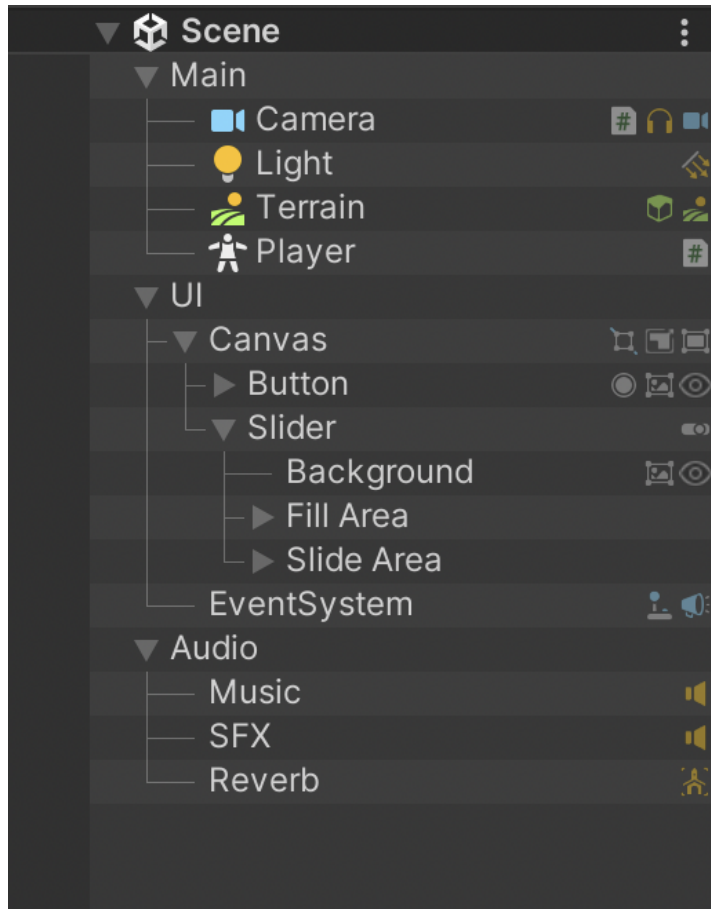 Scene
Main
Camera
Light
Terrain
Player
UI
Canvas
Button
Slider
Background
Fill Area
Slide Area
EventSystem
Audio
Music
SFX
Reverb